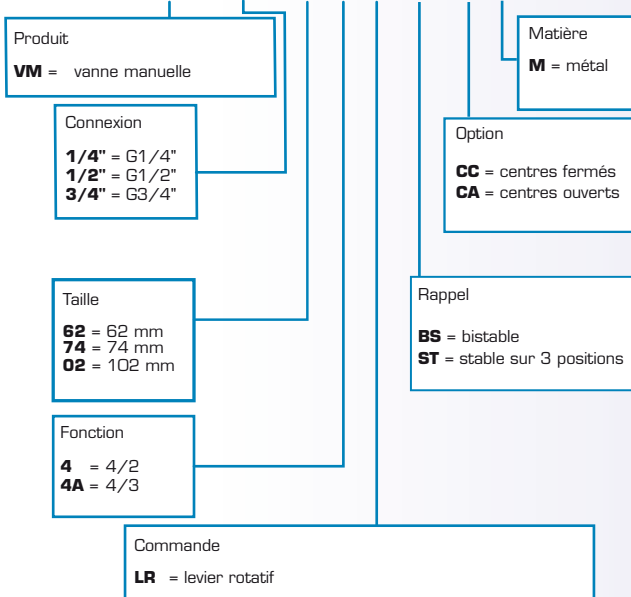 Produit
VM = vanne manuelle
Connexion
1/4" = G1/4"
1/2" = G1/2"
3/4" = G3/4"
Taille
62 = 62 mm
74 = 74 mm
02 = 102 mm
Fonction
4 = 4/2
4A = 4/3
Commande
LR = levier rotatif
Rappel
BS = bistable
ST = stable sur 3 positions
Option
CC = centres fermés
CA = centres ouverts
Matière
M = métal